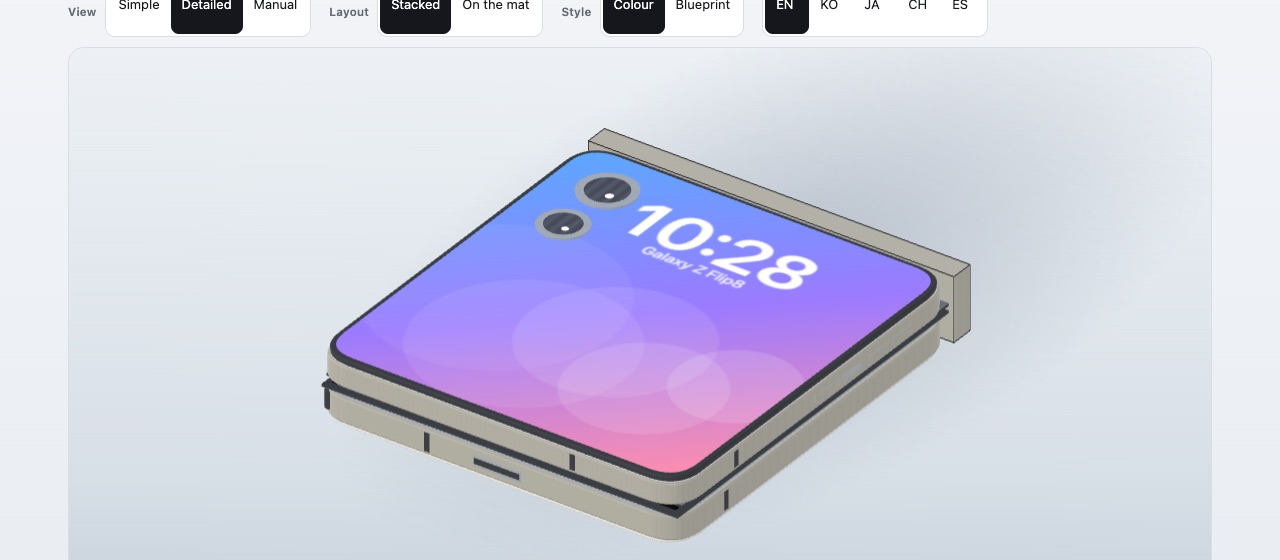 View Simple Detailed Manual Layout Stacked On the mat Style Colour Blueprint EN KO JA CH ES
10:28
Galaxy Z Flip8